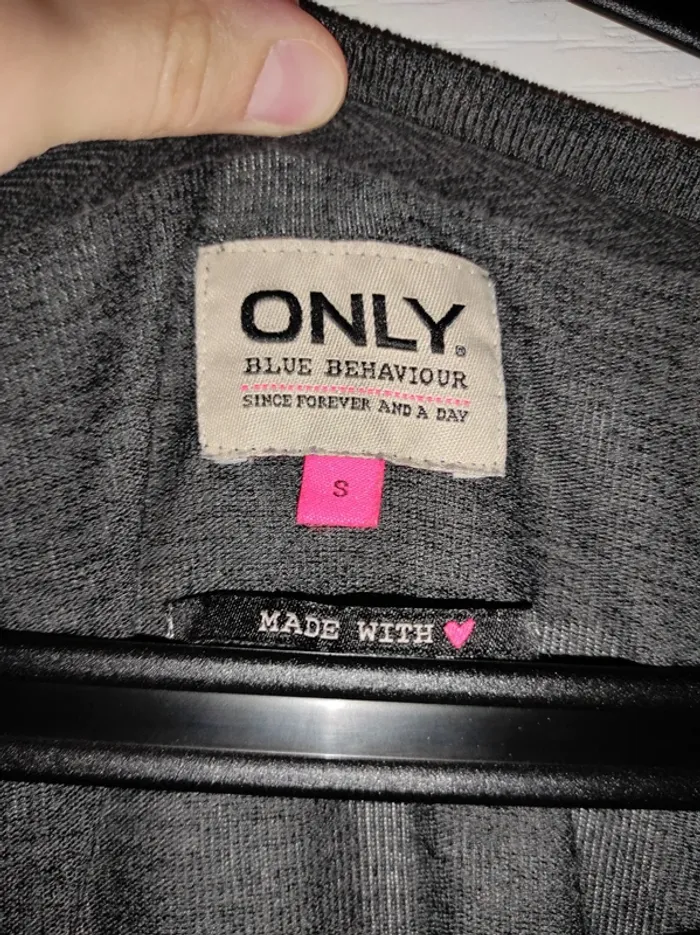 ONLY®
BLUE BEHAVIOUR
SINCE FOREVER AND A DAY
S
MADE WITH